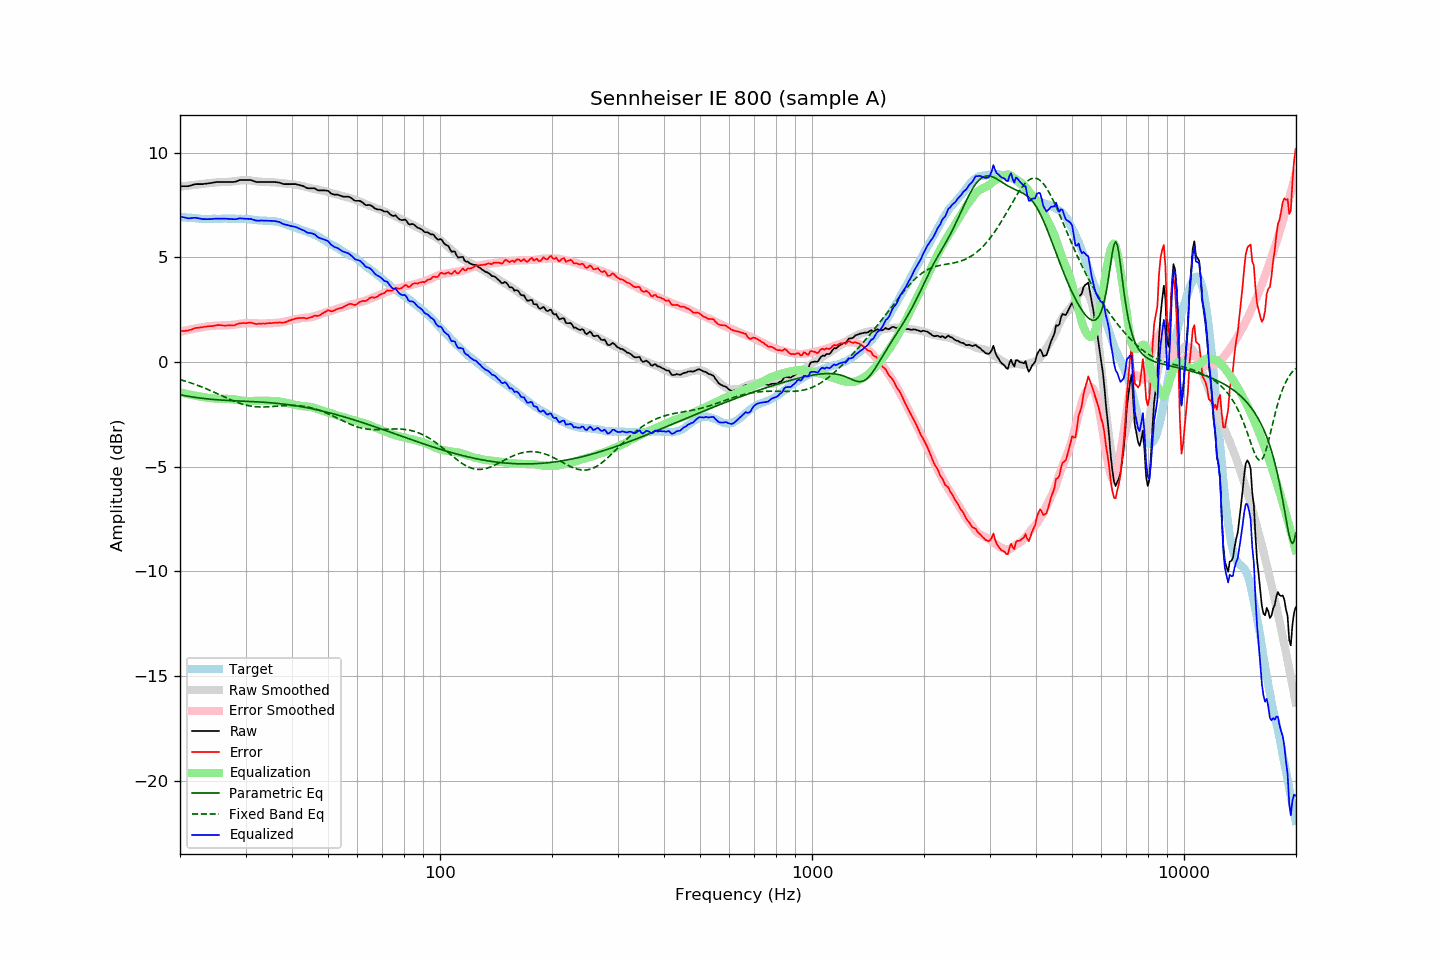 Sennheiser IE 800 (sample A)
Amplitude (dBr)
10
5
0
−5
−10
−15
−20
Target
Raw Smoothed
Error Smoothed
Raw
Error
Equalization
Parametric Eq
Fixed Band Eq
Equalized
100 1000 10000
Frequency (Hz)